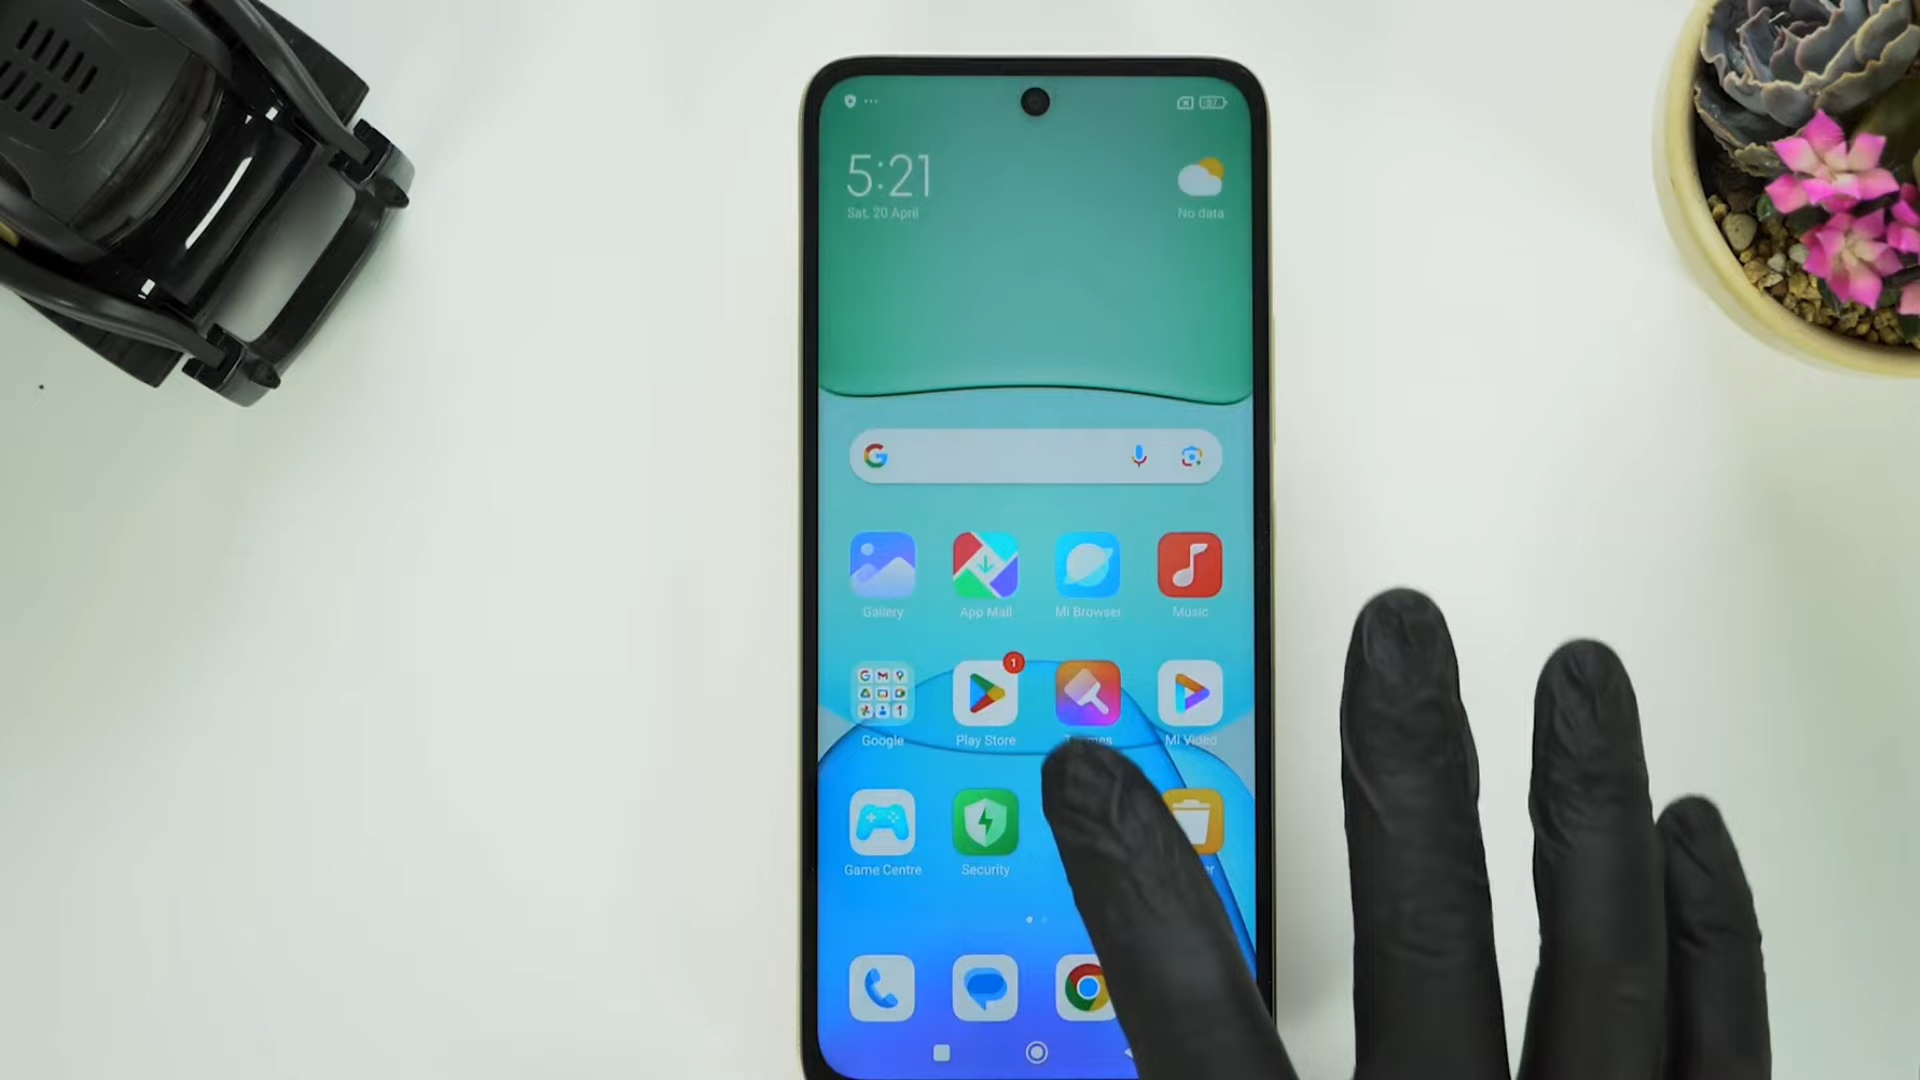 5:21
Sat, 20 April
No data
Gallery
App Mall
Mi Browser
Music
1
Google
Play Store
Mi Video
Game Centre
Security